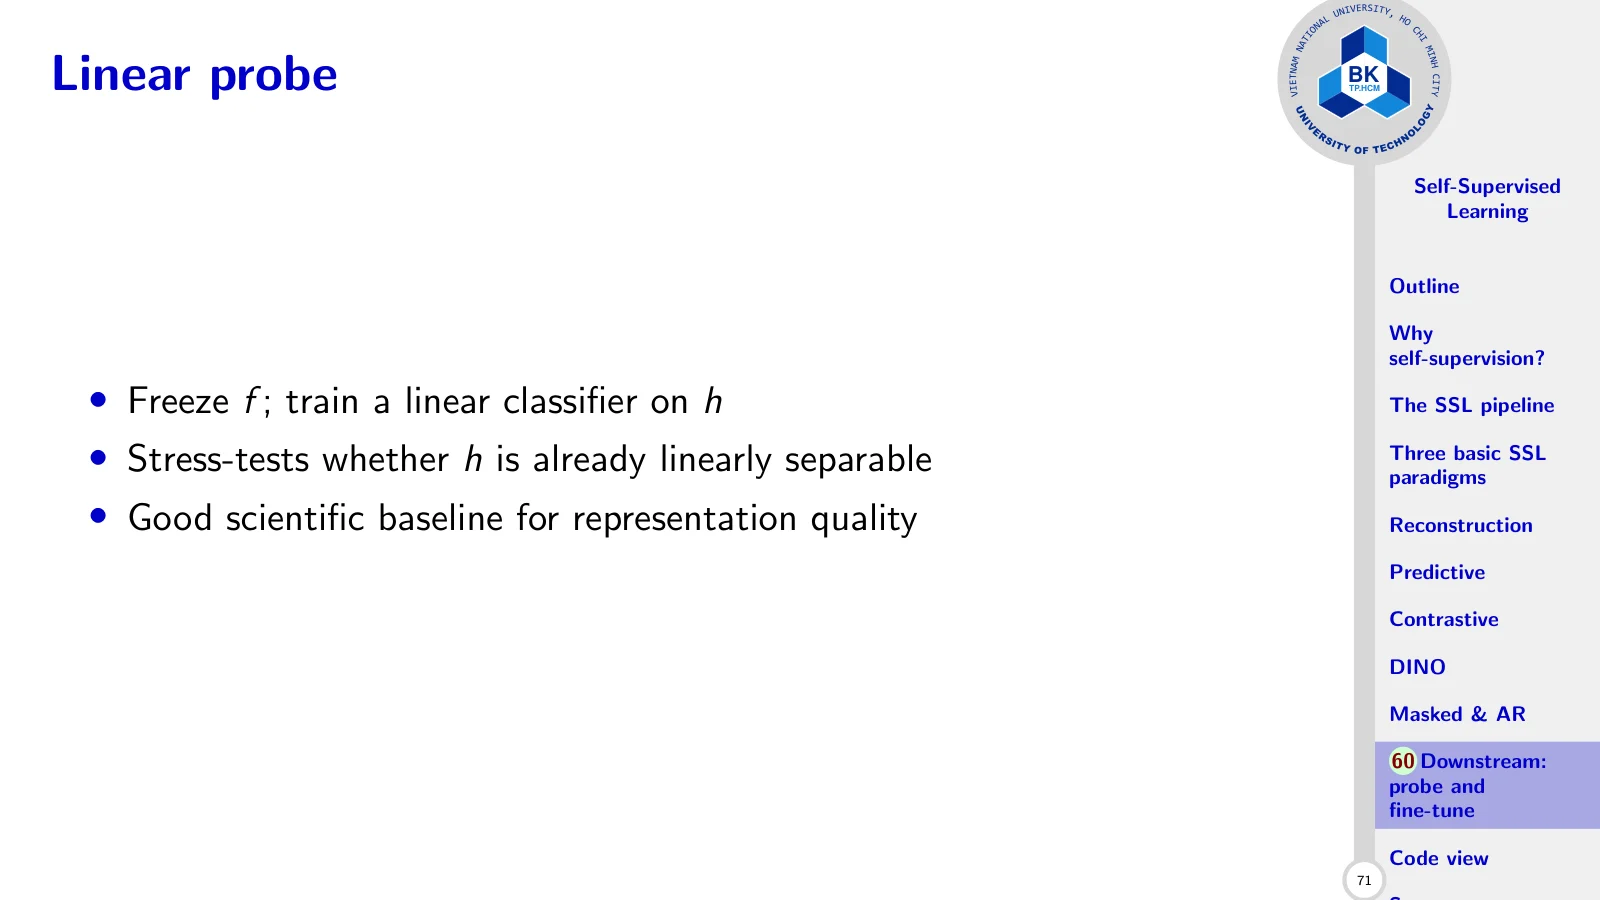 Linear probe
• Freeze f; train a linear classifier on h
• Stress-tests whether h is already linearly separable
• Good scientific baseline for representation quality
VIETNAM NATIONAL UNIVERSITY, HO CHI MINH CITY
BK
TP.HCM
UNIVERSITY OF TECHNOLOGY
Self-Supervised
Learning
Outline
Why
self-supervision?
The SSL pipeline
Three basic SSL
paradigms
Reconstruction
Predictive
Contrastive
DINO
Masked & AR
60 Downstream:
probe and
fine-tune
Code view
71